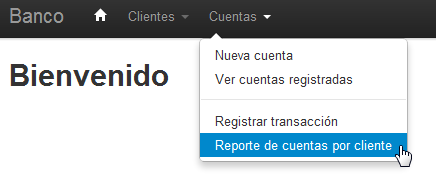 Banco Clientes Cuentas
Bienvenido
Nueva cuenta
Ver cuentas registradas
Registrar transacción
Reporte de cuentas por cliente